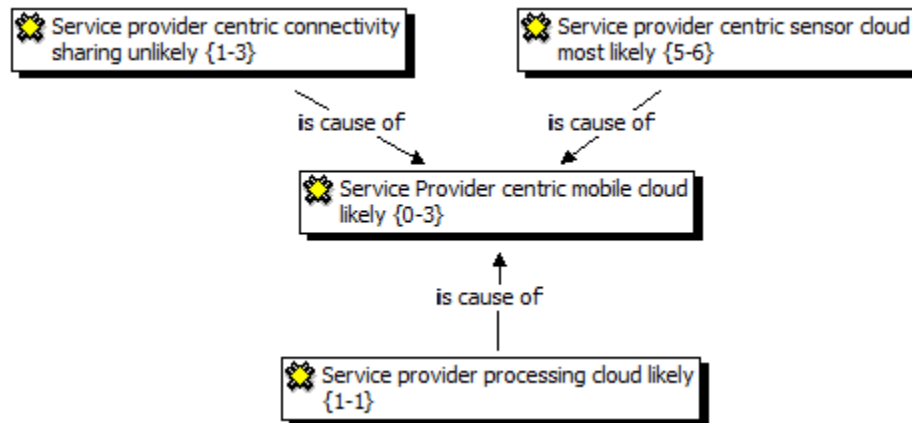 Service provider centric connectivity
sharing unlikely {1-3}
Service provider centric sensor cloud
most likely {5-6}
is cause of
is cause of
Service Provider centric mobile cloud
likely {0-3}
is cause of
Service provider processing cloud likely
{1-1}